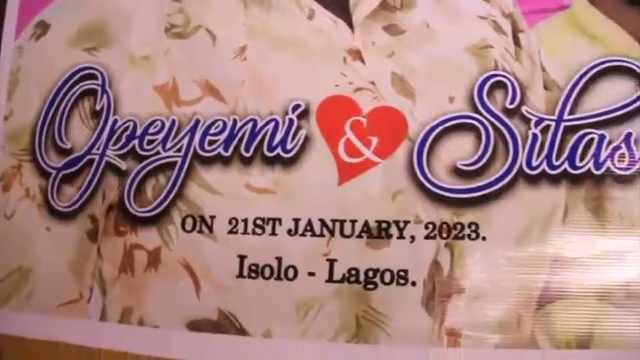 Opeyemi & Silas
ON 21ST JANUARY, 2023.
Isolo - Lagos.